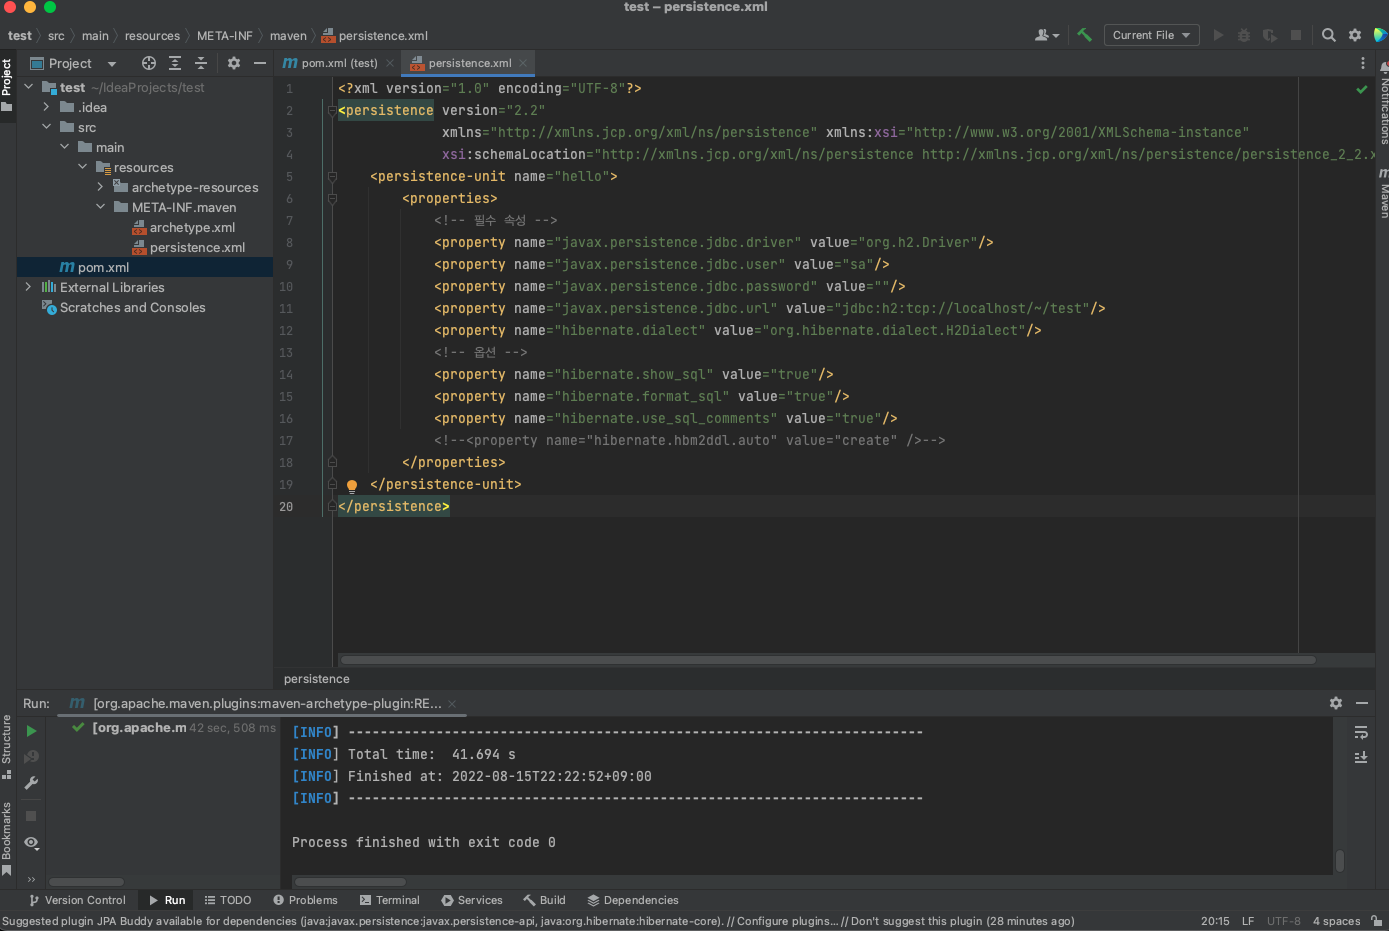 test – persistence.xml
test src main resources META-INF maven persistence.xml
Current File
Project
Project
pom.xml (test)
persistence.xml
test ~/IdeaProjects/test
.idea
src
main
resources
archetype-resources
META-INF.maven
archetype.xml
persistence.xml
pom.xml
External Libraries
Scratches and Consoles
1 <?xml version="1.0" encoding="UTF-8"?>
2 <persistence version="2.2"
3 xmlns="http://xmlns.jcp.org/xml/ns/persistence" xmlns:xsi="http://www.w3.org/2001/XMLSchema-instance"
4 xsi:schemaLocation="http://xmlns.jcp.org/xml/ns/persistence http://xmlns.jcp.org/xml/ns/persistence/persistence_2_2.x
5 <persistence-unit name="hello">
6 <properties>
7 <!-- 필수 속성 -->
8 <property name="javax.persistence.jdbc.driver" value="org.h2.Driver"/>
9 <property name="javax.persistence.jdbc.user" value="sa"/>
10 <property name="javax.persistence.jdbc.password" value=""/>
11 <property name="javax.persistence.jdbc.url" value="jdbc:h2:tcp://localhost/~/test"/>
12 <property name="hibernate.dialect" value="org.hibernate.dialect.H2Dialect"/>
13 <!-- 옵션 -->
14 <property name="hibernate.show_sql" value="true"/>
15 <property name="hibernate.format_sql" value="true"/>
16 <property name="hibernate.use_sql_comments" value="true"/>
17 <!--<property name="hibernate.hbm2ddl.auto" value="create" />-->
18 </properties>
19 </persistence-unit>
20 </persistence>
Notifications
Maven
persistence
Run: [org.apache.maven.plugins:maven-archetype-plugin:RE...
[org.apache.m 42 sec, 508 ms
[INFO] ------------------------------------------------------------------------
[INFO] Total time:  41.694 s
[INFO] Finished at: 2022-08-15T22:22:52+09:00
[INFO] ------------------------------------------------------------------------
Process finished with exit code 0
Structure
Bookmarks
Version Control Run TODO Problems Terminal Services Build Dependencies
Suggested plugin JPA Buddy available for dependencies (java:javax.persistence:javax.persistence-api, java:org.hibernate:hibernate-core). // Configure plugins... // Don't suggest this plugin (28 minutes ago)
20:15 LF UTF-8 4 spaces